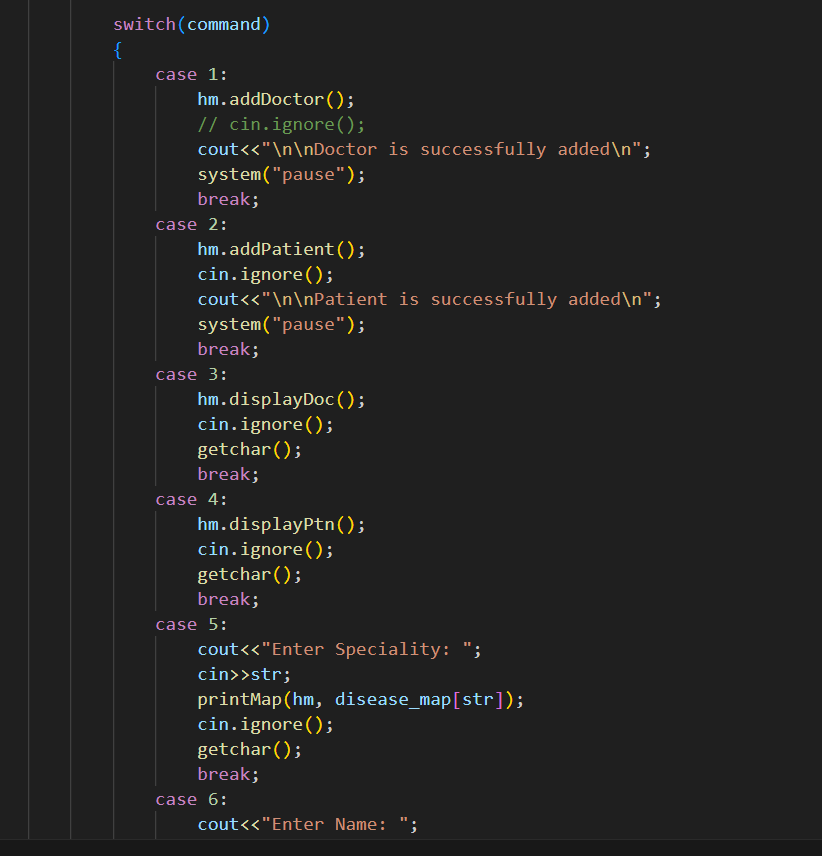 switch(command)
{
case 1:
hm.addDoctor();
// cin.ignore();
cout<<"\n\nDoctor is successfully added\n";
system("pause");
break;
case 2:
hm.addPatient();
cin.ignore();
cout<<"\n\nPatient is successfully added\n";
system("pause");
break;
case 3:
hm.displayDoc();
cin.ignore();
getchar();
break;
case 4:
hm.displayPtn();
cin.ignore();
getchar();
break;
case 5:
cout<<"Enter Speciality: ";
cin>>str;
printMap(hm, disease_map[str]);
cin.ignore();
getchar();
break;
case 6:
cout<<"Enter Name: ";